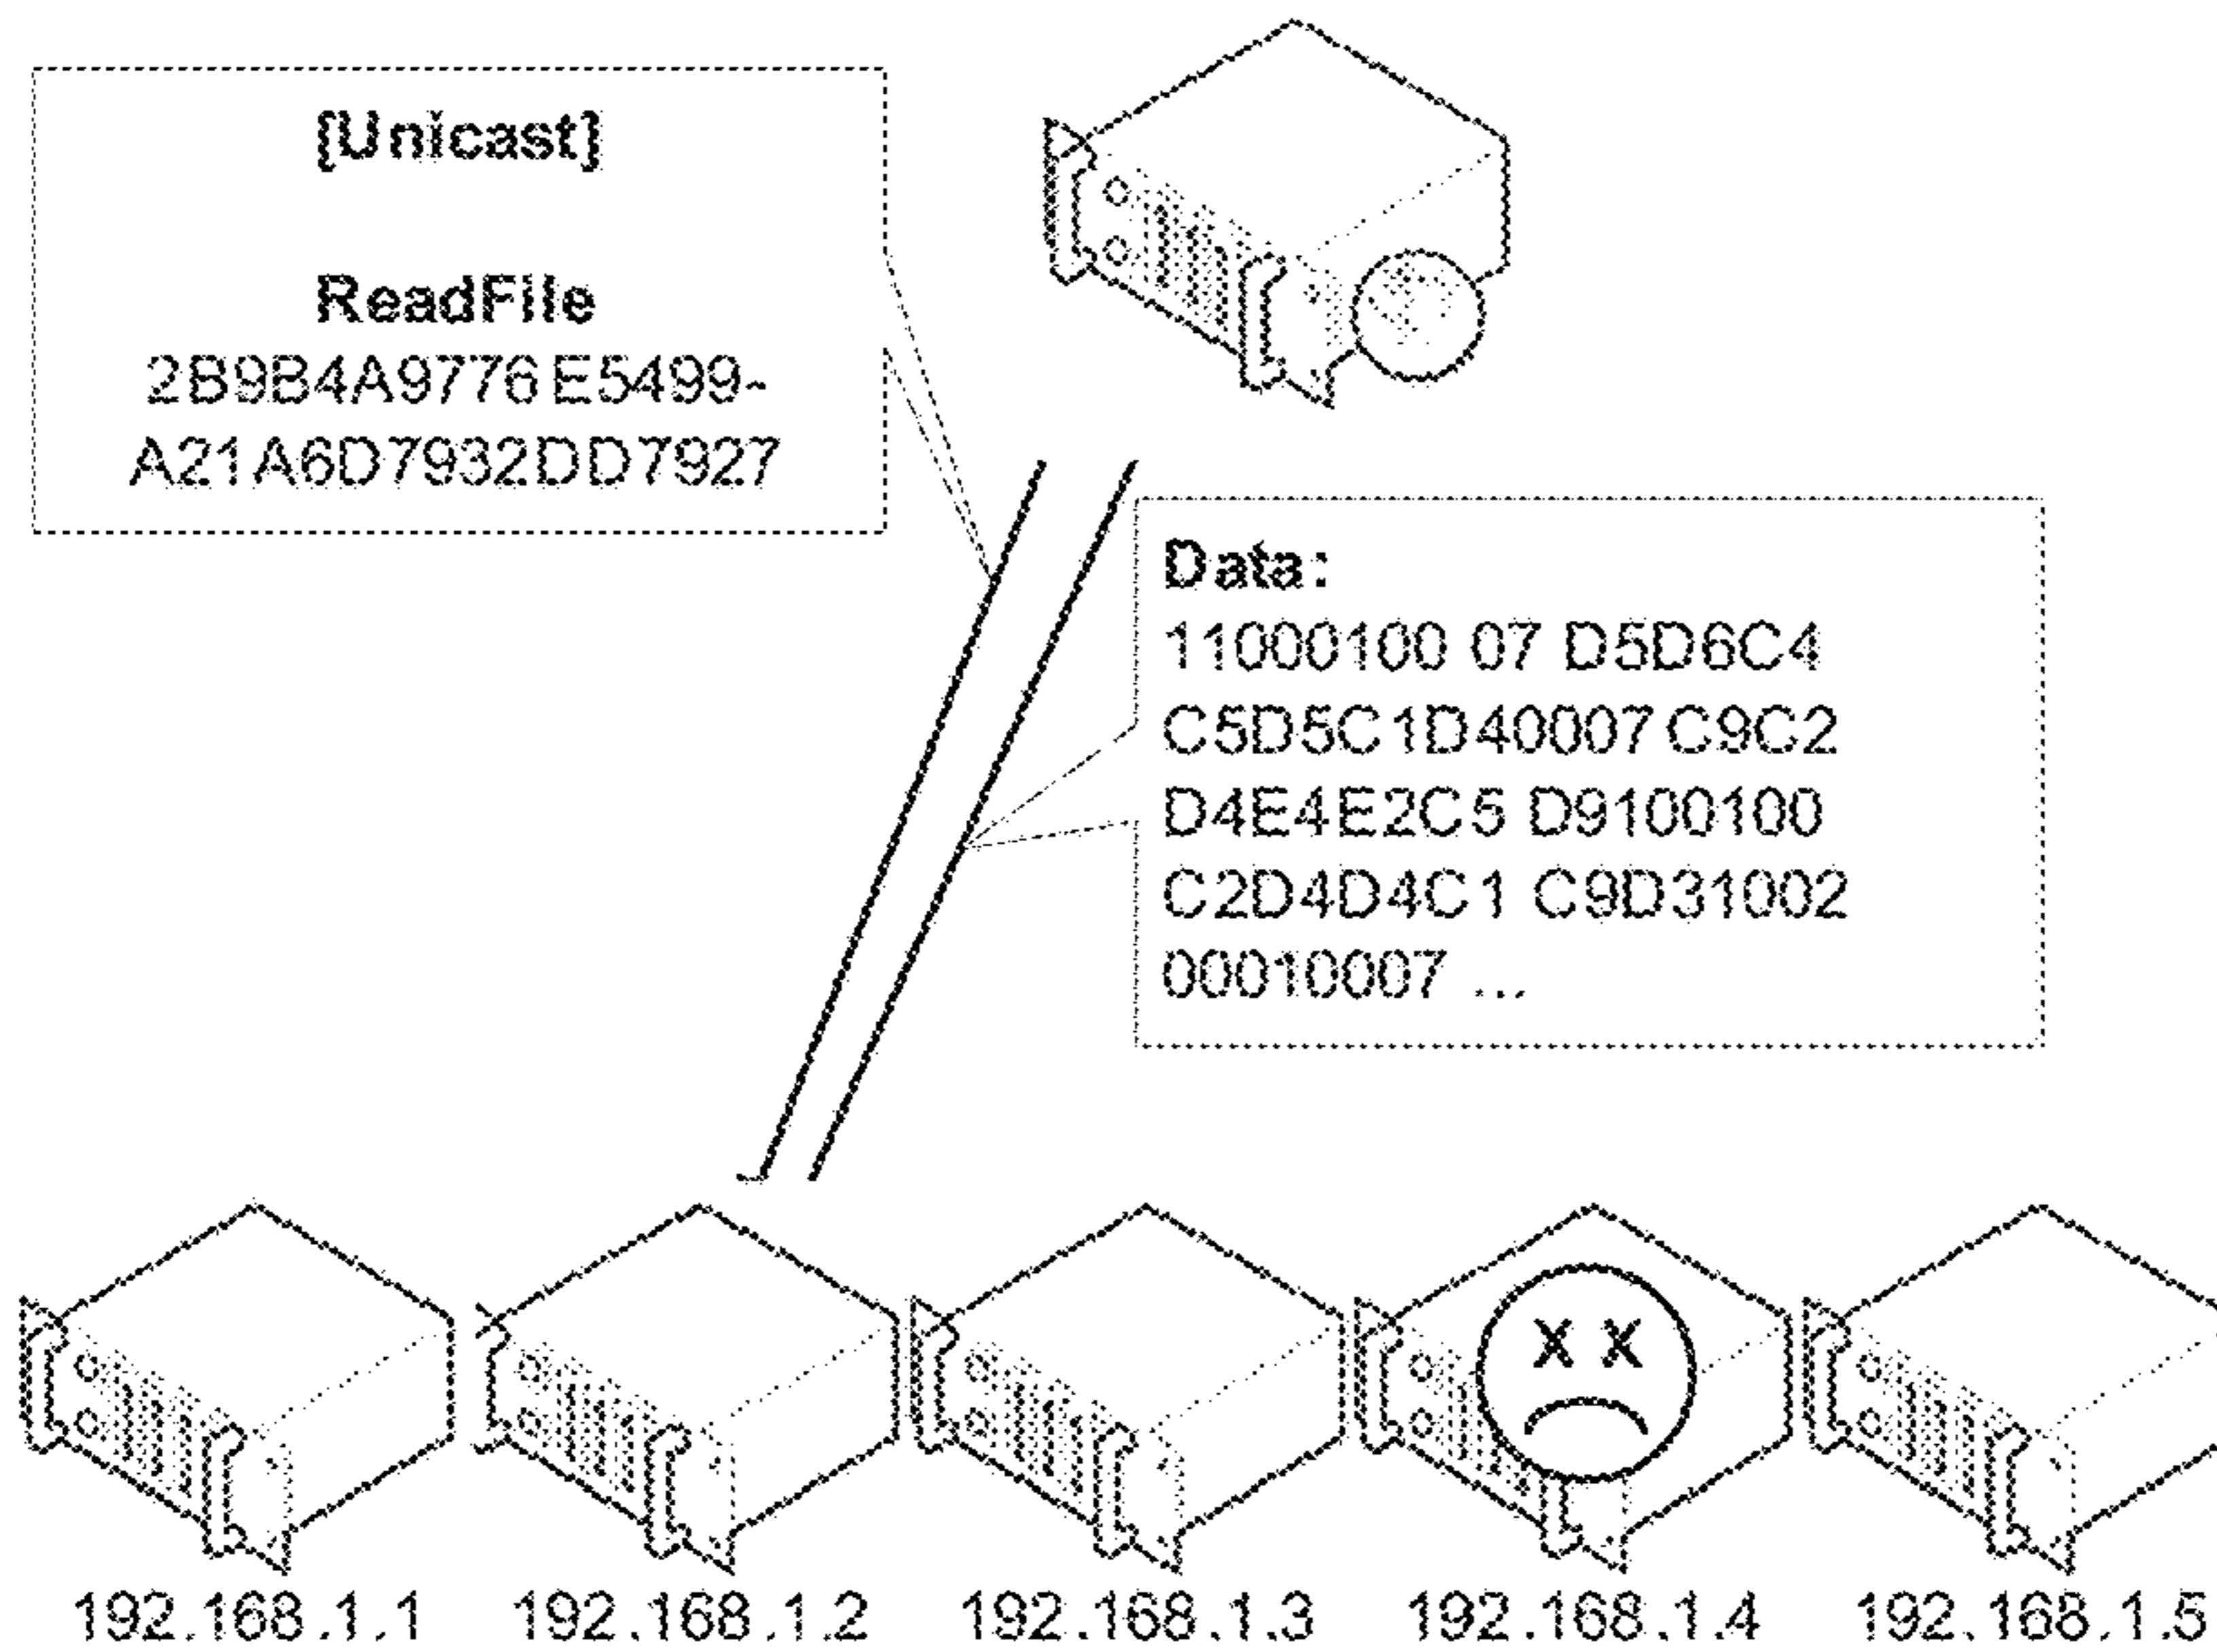 [Unicast]
ReadFile
2B9B4A9776E5499-
A21A6D7932DD7927
Data:
11000100 07 D5D6C4
C5D5C1D40007 C9C2
D4E4E2C5 D9100100
C2D4D4C1 C9D31002
00010007 ...
X X
192.168.1.1 192.168.1.2 192.168.1.3 192.168.1.4 192.168.1.5